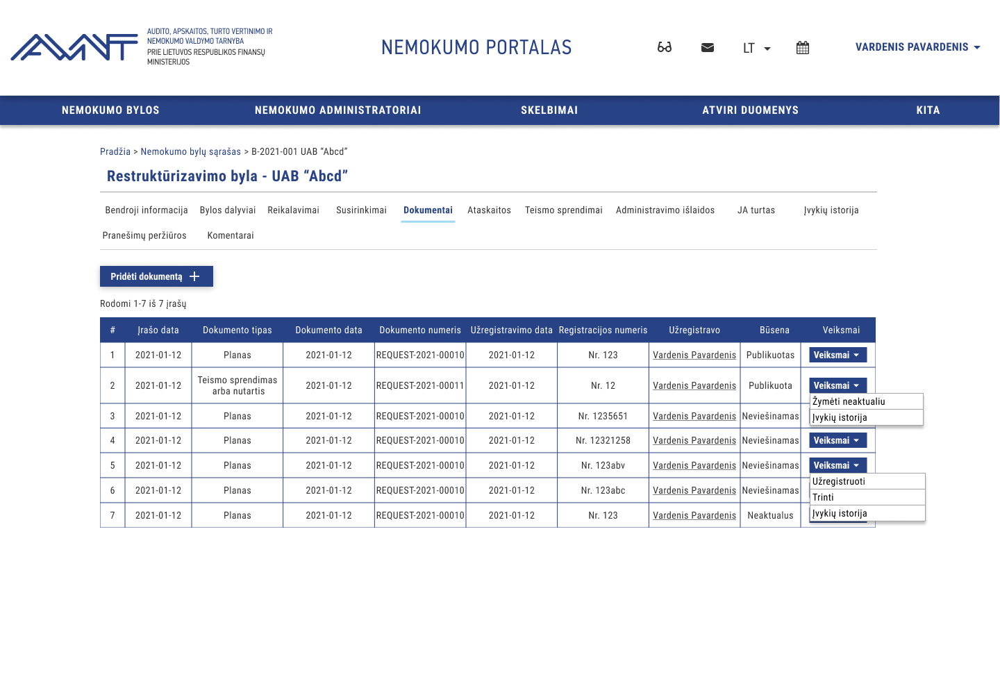 AUDITO, APSKAITOS, TURTO VERTINIMO IR
NEMOKUMO VALDYMO TARNYBA
PRIE LIETUVOS RESPUBLIKOS FINANSŲ
MINISTERIJOS
NEMOKUMO PORTALAS
LT
VARDENIS PAVARDENIS
NEMOKUMO BYLOS NEMOKUMO ADMINISTRATORIAI SKELBIMAI ATVIRI DUOMENYS KITA
Pradžia > Nemokumo bylų sąrašas > B-2021-001 UAB “Abcd”
Restruktūrizavimo byla - UAB “Abcd”
Bendroji informacija Bylos dalyviai Reikalavimai Susirinkimai Dokumentai Ataskaitos Teismo sprendimai Administravimo išlaidos JA turtas Įvykių istorija
Pranešimų peržiūros Komentarai
Pridėti dokumentą
Rodomi 1-7 iš 7 įrašų
# Įrašo data Dokumento tipas Dokumento data Dokumento numeris Užregistravimo data Registracijos numeris Užregistravo Būsena Veiksmai
1 2021-01-12 Planas 2021-01-12 REQUEST-2021-00010 2021-01-12 Nr. 123 Vardenis Pavardenis Publikuotas Veiksmai
2 2021-01-12 Teismo sprendimas arba nutartis 2021-01-12 REQUEST-2021-00011 2021-01-12 Nr. 12 Vardenis Pavardenis Publikuota Veiksmai
Žymėti neaktualiu
Įvykių istorija
3 2021-01-12 Planas 2021-01-12 REQUEST-2021-00010 2021-01-12 Nr. 1235651 Vardenis Pavardenis Neviešinamas
4 2021-01-12 Planas 2021-01-12 REQUEST-2021-00010 2021-01-12 Nr. 12321258 Vardenis Pavardenis Neviešinamas Veiksmai
5 2021-01-12 Planas 2021-01-12 REQUEST-2021-00010 2021-01-12 Nr. 123abv Vardenis Pavardenis Neviešinamas Veiksmai
Užregistruoti
Trinti
Įvykių istorija
6 2021-01-12 Planas 2021-01-12 REQUEST-2021-00010 2021-01-12 Nr. 123abc Vardenis Pavardenis Neviešinamas
7 2021-01-12 Planas 2021-01-12 REQUEST-2021-00010 2021-01-12 Nr. 123 Vardenis Pavardenis Neaktualus